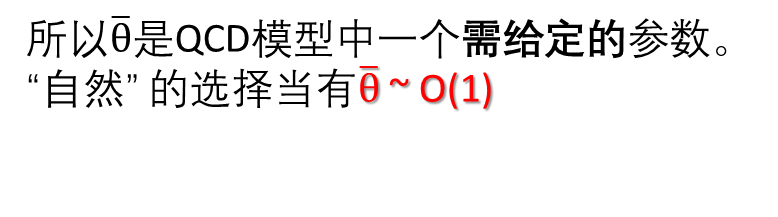 所以θ̅是QCD模型中一个需给定的参数。
“自然” 的选择当有θ̅ ~ O(1)